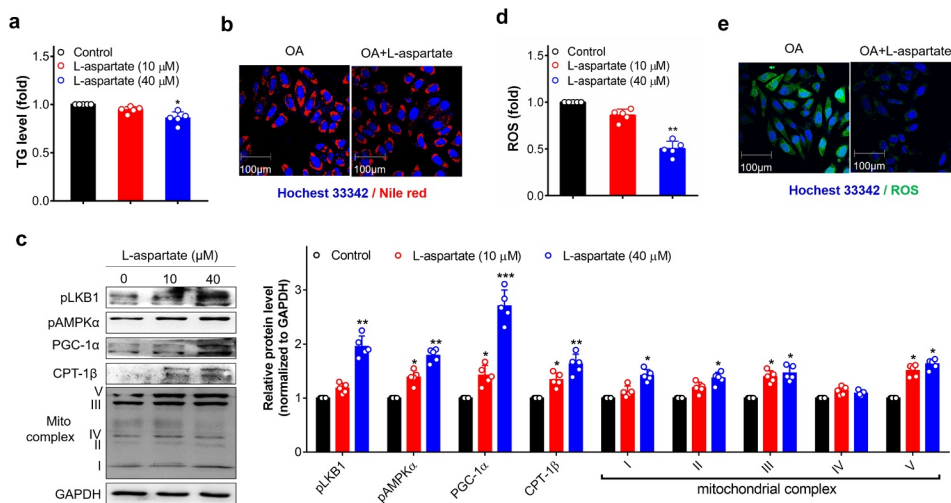 a
Control
L-aspartate (10 μM)
L-aspartate (40 μM)
TG level (fold)
1.5
1.0
0.5
0.0
*
b
OA
OA+L-aspartate
100μm
100μm
Hochest 33342 / Nile red
d
Control
L-aspartate (10 μM)
L-aspartate (40 μM)
ROS (fold)
1.5
1.0
0.5
0.0
**
e
OA
OA+L-aspartate
100μm
100μm
Hochest 33342 / ROS
c
L-aspartate (μM)
0 10 40
pLKB1
pAMPKα
PGC-1α
CPT-1β
V
III
Mito
complex
IV
II
I
GAPDH
Control
L-aspartate (10 μM)
L-aspartate (40 μM)
Relative protein level
(normalized to GAPDH)
3
2
1
0
** * ** * *** * ** * * * * * *
pLKB1
pAMPKα
PGC-1α
CPT-1β
I
II
III
IV
V
mitochondrial complex